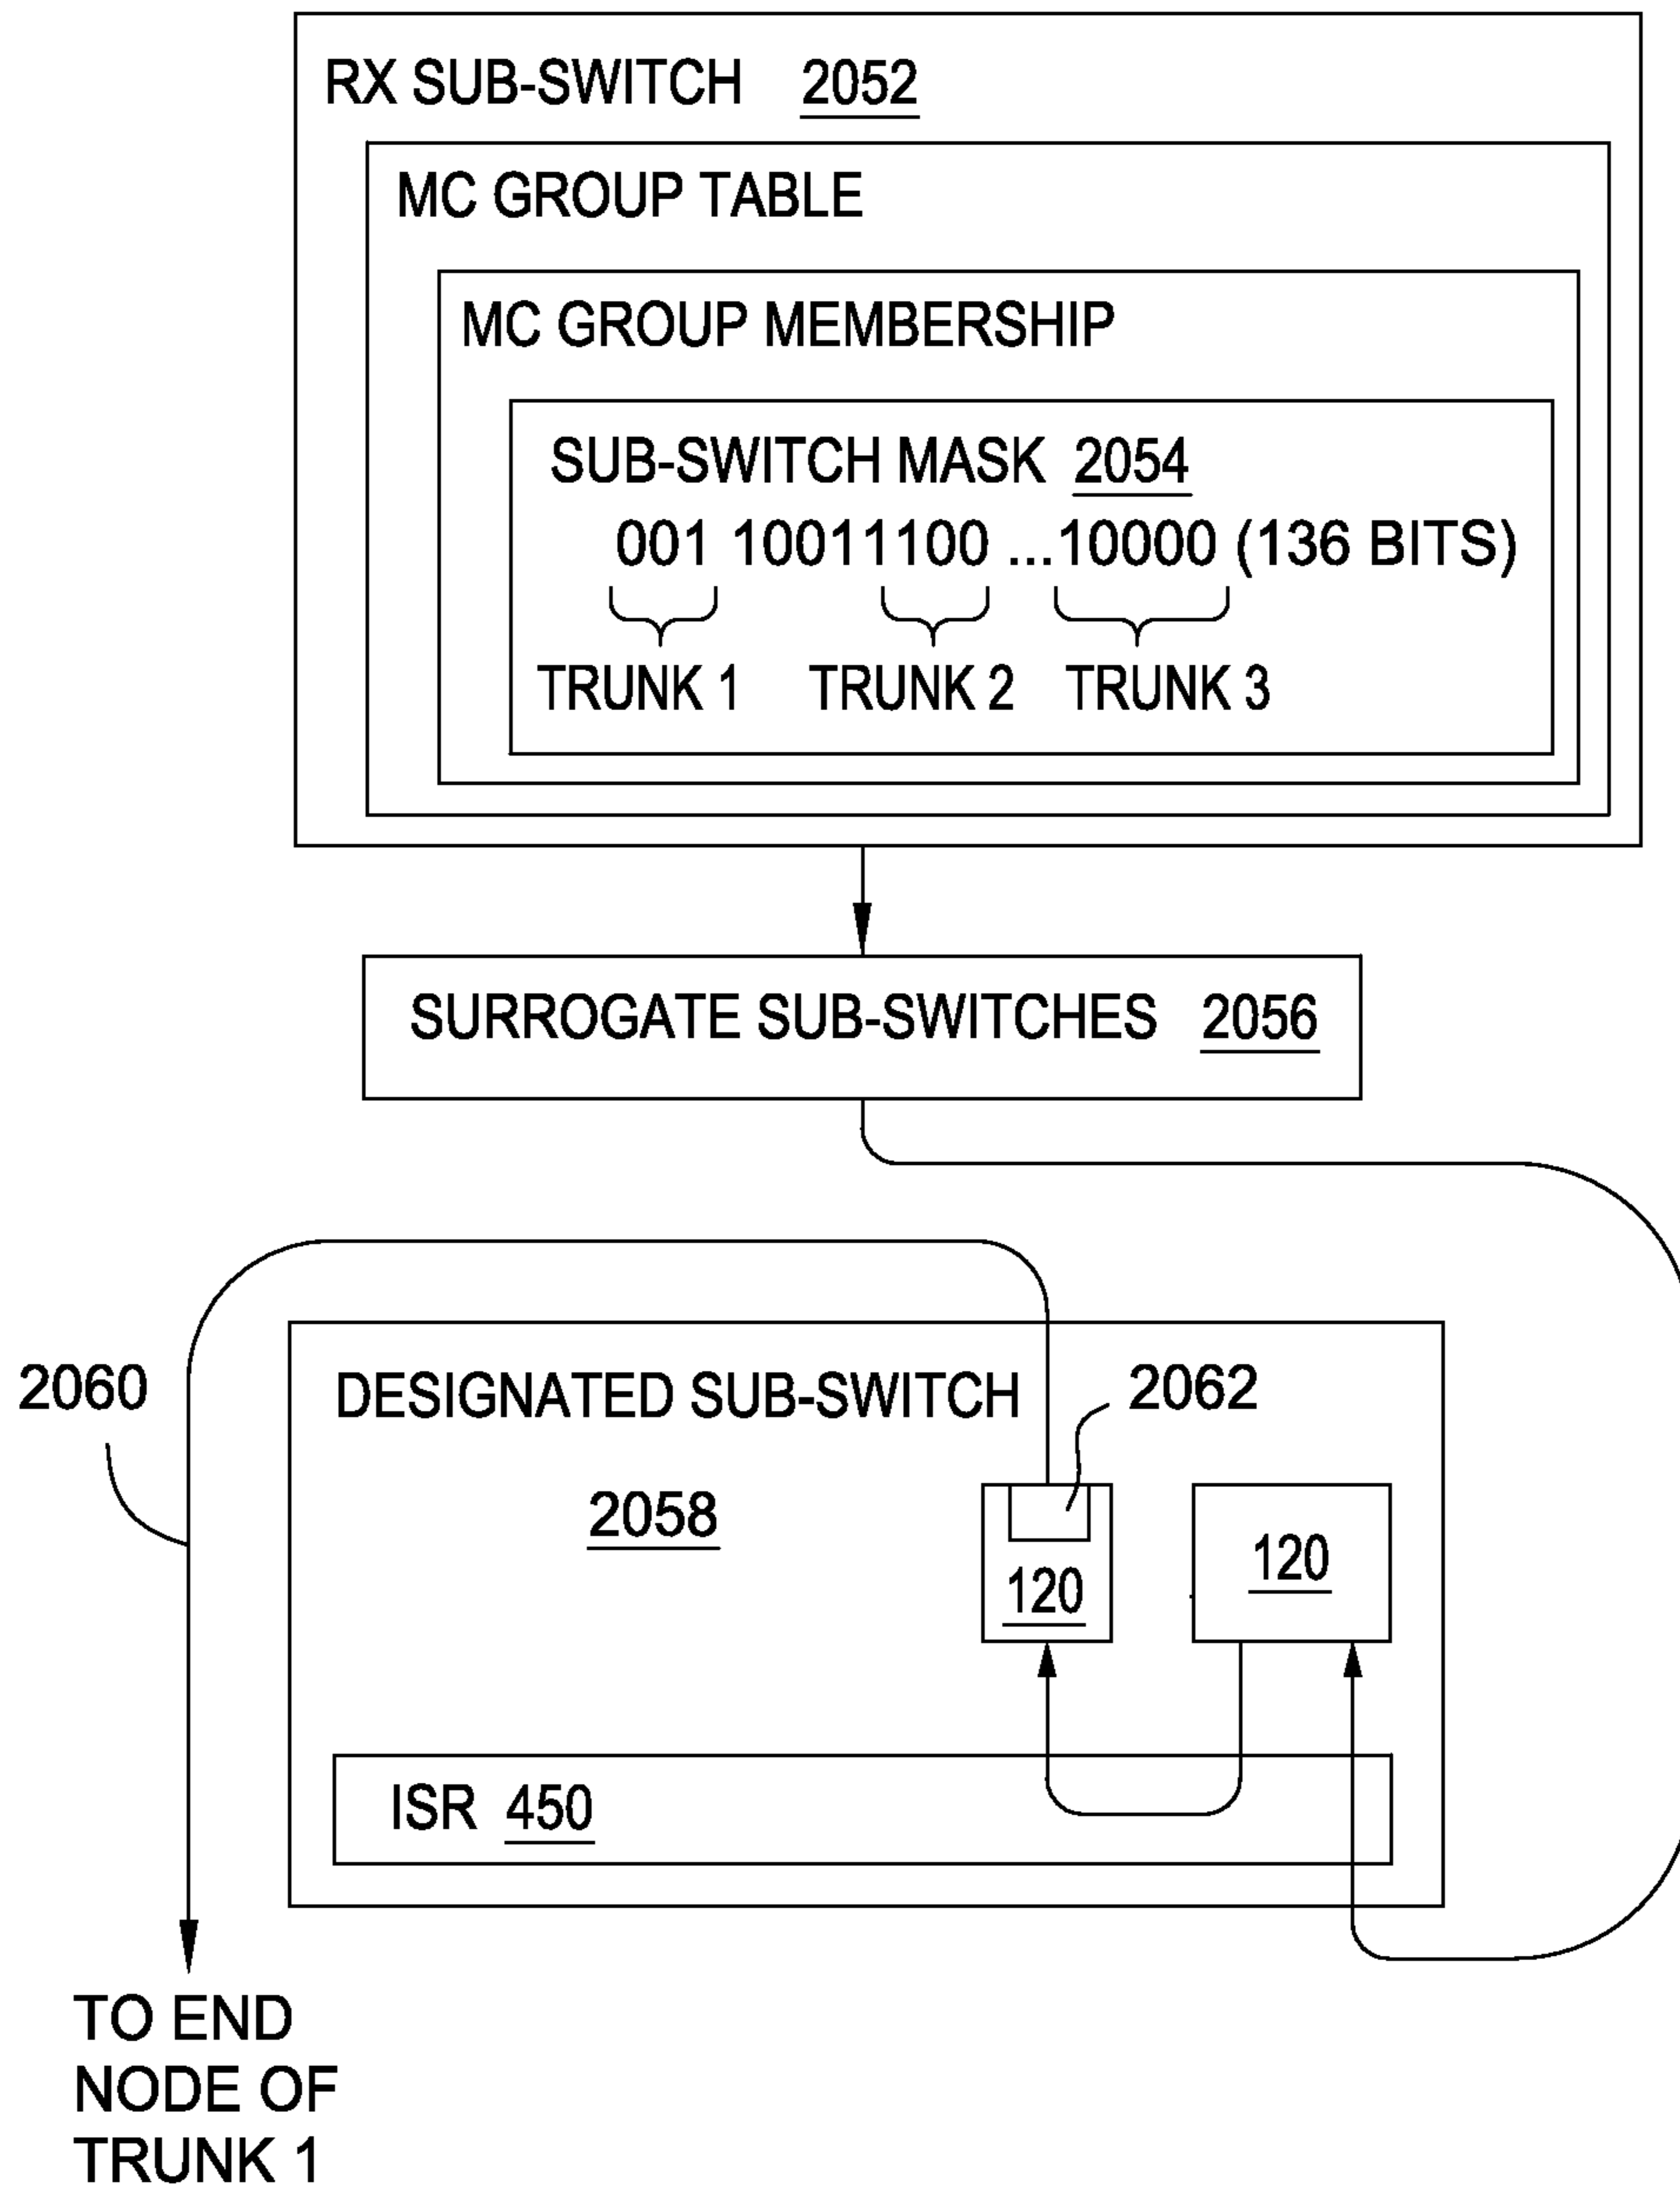 RX SUB-SWITCH 2052
MC GROUP TABLE
MC GROUP MEMBERSHIP
SUB-SWITCH MASK 2054
001 10011100 ...10000 (136 BITS)
TRUNK 1 TRUNK 2 TRUNK 3
SURROGATE SUB-SWITCHES 2056
2060
DESIGNATED SUB-SWITCH
2058
2062
120
120
ISR 450
TO END
NODE OF
TRUNK 1